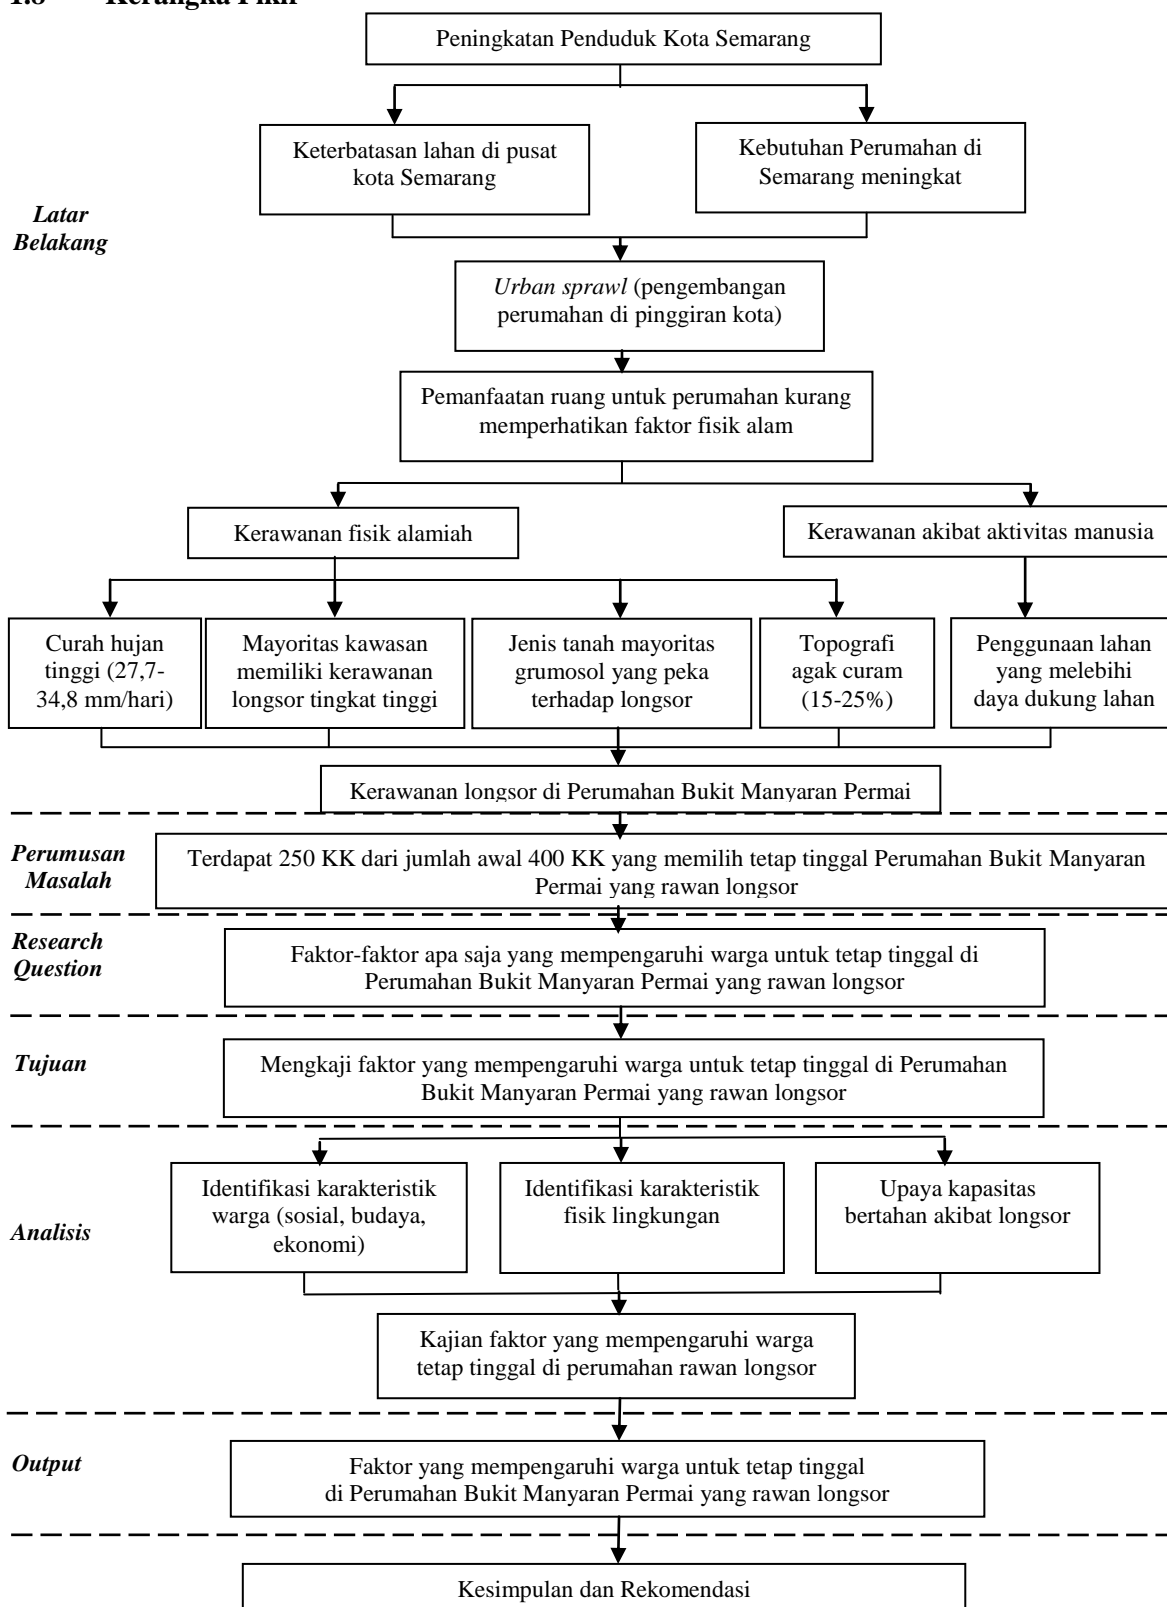 1.8 Kerangka Pikir
Peningkatan Penduduk Kota Semarang
Keterbatasan lahan di pusat
kota Semarang
Kebutuhan Perumahan di
Semarang meningkat
Latar
Belakang
Urban sprawl (pengembangan
perumahan di pinggiran kota)
Pemanfaatan ruang untuk perumahan kurang
memperhatikan faktor fisik alam
Kerawanan fisik alamiah
Kerawanan akibat aktivitas manusia
Curah hujan
tinggi (27,7-
34,8 mm/hari)
Mayoritas kawasan
memiliki kerawanan
longsor tingkat tinggi
Jenis tanah mayoritas
grumosol yang peka
terhadap longsor
Topografi
agak curam
(15-25%)
Penggunaan lahan
yang melebihi
daya dukung lahan
Kerawanan longsor di Perumahan Bukit Manyaran Permai
Perumusan
Masalah
Terdapat 250 KK dari jumlah awal 400 KK yang memilih tetap tinggal Perumahan Bukit Manyaran
Permai yang rawan longsor
Research
Question
Faktor-faktor apa saja yang mempengaruhi warga untuk tetap tinggal di
Perumahan Bukit Manyaran Permai yang rawan longsor
Tujuan
Mengkaji faktor yang mempengaruhi warga untuk tetap tinggal di Perumahan
Bukit Manyaran Permai yang rawan longsor
Analisis
Identifikasi karakteristik
warga (sosial, budaya,
ekonomi)
Identifikasi karakteristik
fisik lingkungan
Upaya kapasitas
bertahan akibat longsor
Kajian faktor yang mempengaruhi warga
tetap tinggal di perumahan rawan longsor
Output
Faktor yang mempengaruhi warga untuk tetap tinggal
di Perumahan Bukit Manyaran Permai yang rawan longsor
Kesimpulan dan Rekomendasi